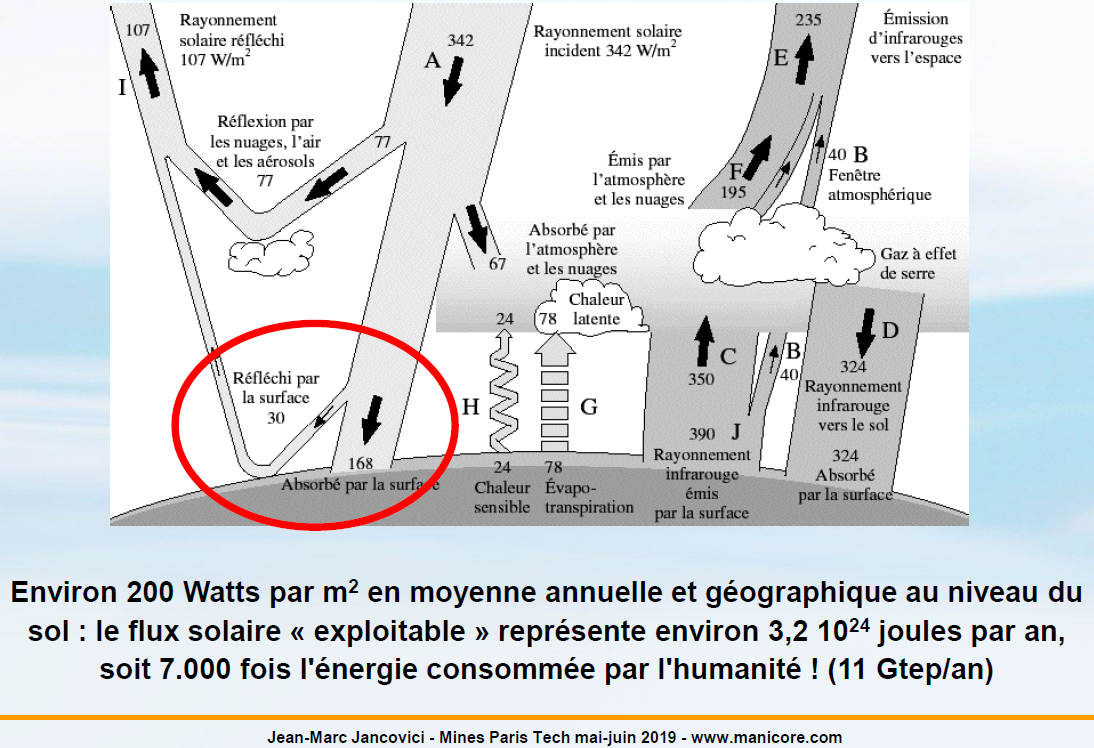 107
Rayonnement
solaire réfléchi
107 W/m²
I
A
342
Rayonnement solaire
incident 342 W/m²
235
E
Émission
d’infrarouges
vers l’espace
Réflexion par
les nuages, l’air
et les aérosols
77
77
Émis par
l’atmosphère
et les nuages
F
195
40 B
Fenêtre
atmosphérique
67
Absorbé par
l’atmosphère
et les nuages
Gaz à effet
de serre
24
78
Chaleur
latente
Réfléchi par
la surface
30
H
G
C
350
B
40
D
324
Rayonnement
infrarouge
vers le sol
390 J
Rayonnement
infrarouge
émis
par la surface
324
Absorbé
par la surface
168
Absorbé par la surface
24
Chaleur
sensible
78
Évapo-
transpiration
Environ 200 Watts par m² en moyenne annuelle et géographique au niveau du
sol : le flux solaire « exploitable » représente environ 3,2 10²⁴ joules par an,
soit 7.000 fois l'énergie consommée par l'humanité ! (11 Gtep/an)
Jean-Marc Jancovici - Mines Paris Tech mai-juin 2019 - www.manicore.com